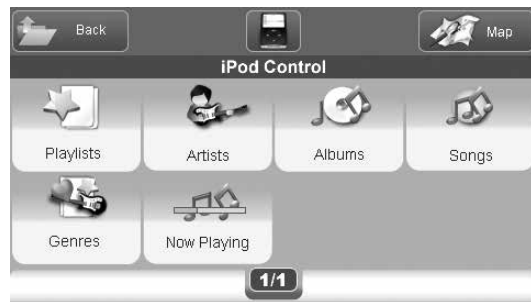 Back
Map
iPod Control
Playlists
Artists
Albums
Songs
Genres
Now Playing
1/1